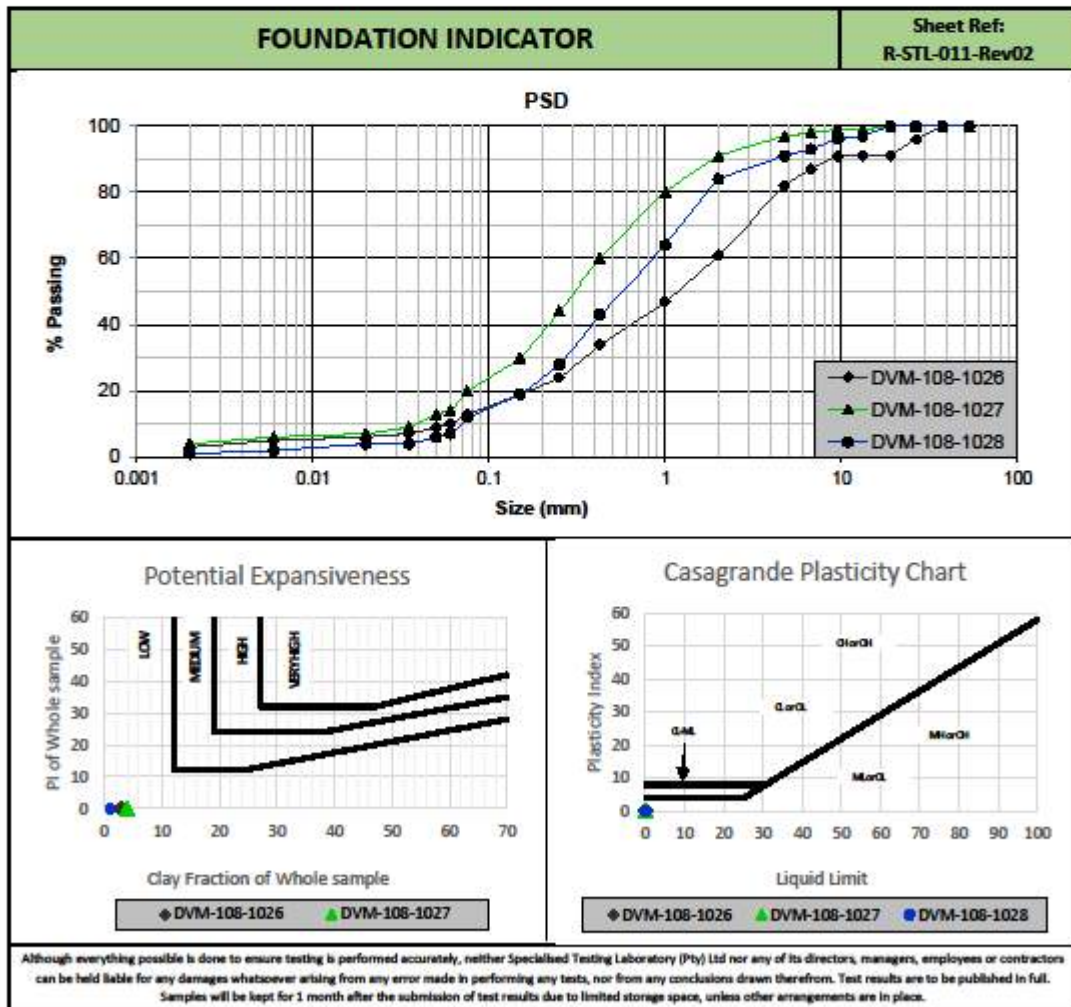 FOUNDATION INDICATOR
Sheet Ref:
R-STL-011-Rev02
PSD
100
80
60
40
20
0
% Passing
0.001
0.01
0.1
1
10
100
Size (mm)
DVM-108-1026
DVM-108-1027
DVM-108-1028
Potential Expansiveness
60
50
40
30
20
10
0
PI of Whole sample
LOW
MEDIUM
HIGH
VERY HIGH
0 10 20 30 40 50 60 70
Clay Fraction of Whole sample
DVM-108-1026 DVM-108-1027
Casagrande Plasticity Chart
60
50
40
30
20
10
0
Plasticity Index
CH or OH
CL or OL
CL-ML
MH or OH
ML or OL
0 10 20 30 40 50 60 70 80 90 100
Liquid Limit
DVM-108-1026 DVM-108-1027 DVM-108-1028
Although everything possible is done to ensure testing is performed accurately, neither Specialised Testing Laboratory (Pty) Ltd nor any of its directors, managers, employees or contractors
can be held liable for any damages whatsoever arising from any error made in performing any tests, nor from any conclusions drawn therefrom. Test results are to be published in full.
Samples will be kept for 1 month after the submission of test results due to limited storage space, unless other arrangements are in place.